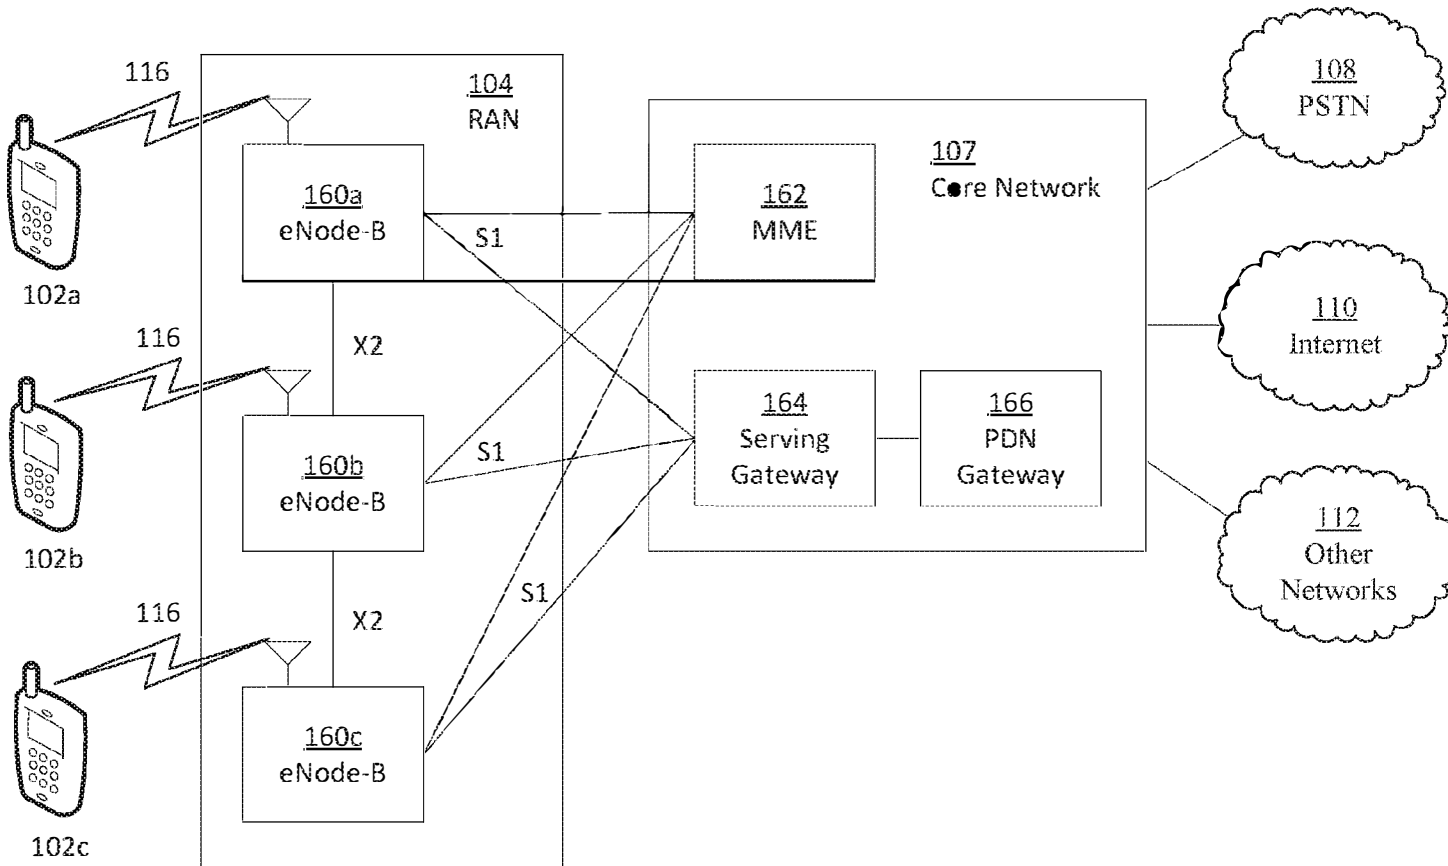 116
104
RAN
108
PSTN
107
Core Network
160a
eNode-B
162
MME
S1
102a
116
X2
110
Internet
164
Serving
Gateway
166
PDN
Gateway
160b
eNode-B
S1
102b
112
Other
Networks
116
X2
S1
160c
eNode-B
102c